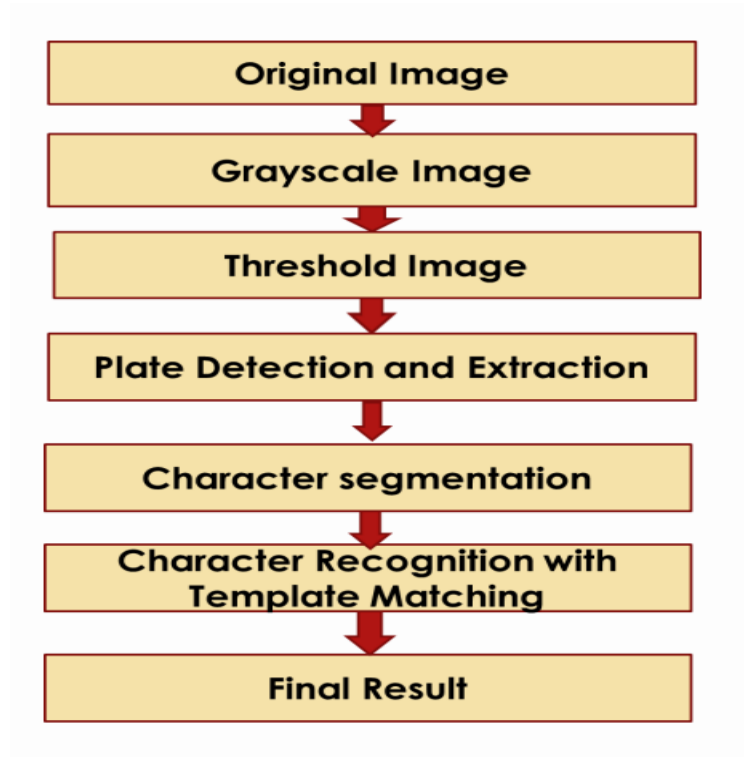 Original Image
Grayscale Image
Threshold Image
Plate Detection and Extraction
Character segmentation
Character Recognition with
Template Matching
Final Result